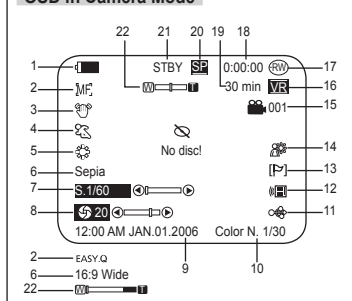 OSD in Camera Mode
22 21 20 19 18
1 STBY SP 0:00:00 RW 17
2 MF W T 30 min VR 16
3 001 15
4
5 No disc! 14
6 Sepia 13
7 S.1/60 12
8 20 11
12:00 AM JAN.01.2006 Color N. 1/30
9 10
2 EASY.Q
6 16:9 Wide
22 W T